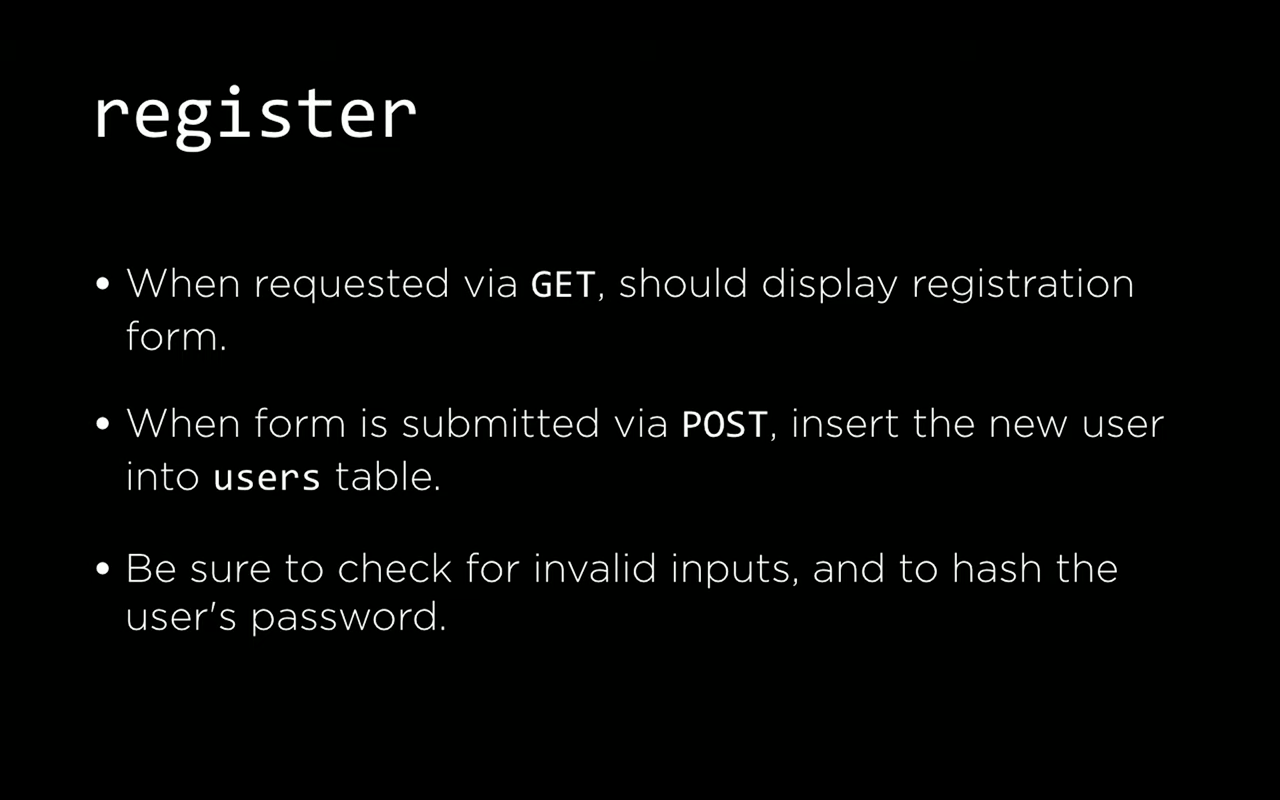 register
• When requested via GET, should display registration
form.
• When form is submitted via POST, insert the new user
into users table.
• Be sure to check for invalid inputs, and to hash the
user's password.